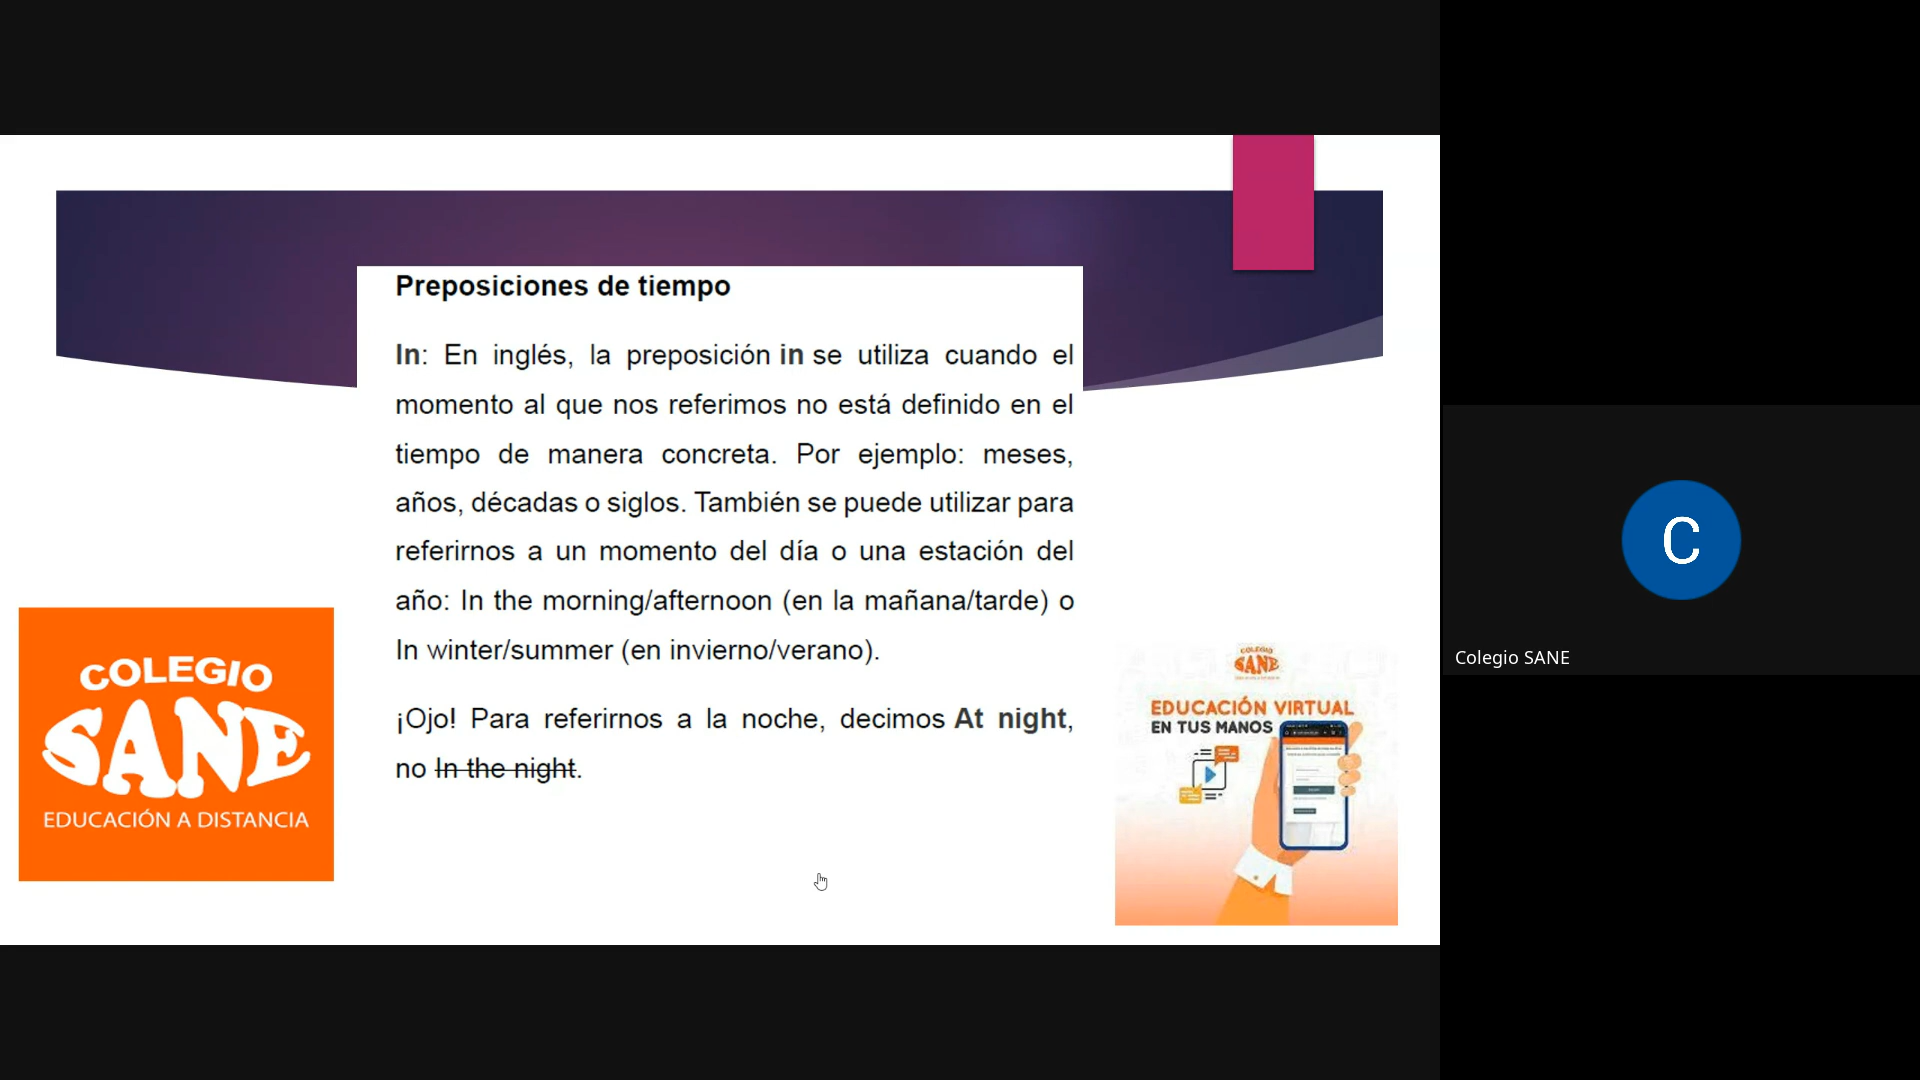 Preposiciones de tiempo
In: En inglés, la preposición in se utiliza cuando el
momento al que nos referimos no está definido en el
tiempo de manera concreta. Por ejemplo: meses,
años, décadas o siglos. También se puede utilizar para
referirnos a un momento del día o una estación del
año: In the morning/afternoon (en la mañana/tarde) o
In winter/summer (en invierno/verano).
¡Ojo! Para referirnos a la noche, decimos At night,
no In the night.
COLEGIO
SANE
EDUCACIÓN A DISTANCIA
COLEGIO
SANE
EDUCACIÓN VIRTUAL
EN TUS MANOS
C
Colegio SANE